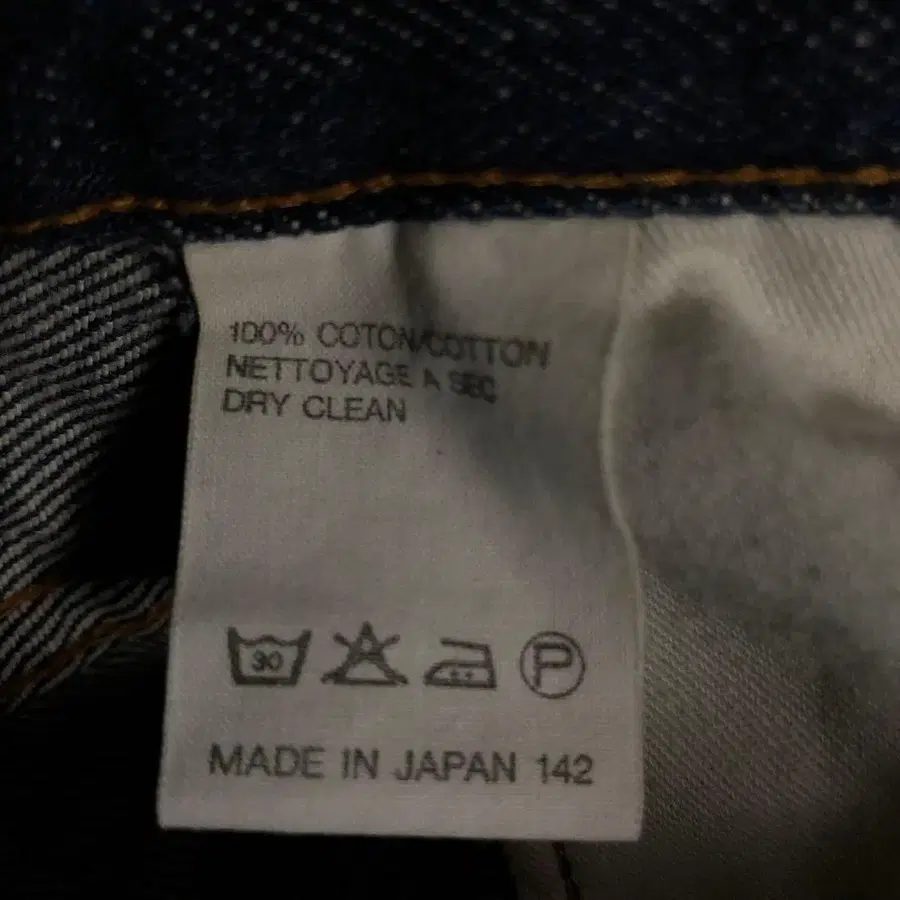 100% COTON/COTTON
NETTOYAGE A SEC
DRY CLEAN
30 P
MADE IN JAPAN 142